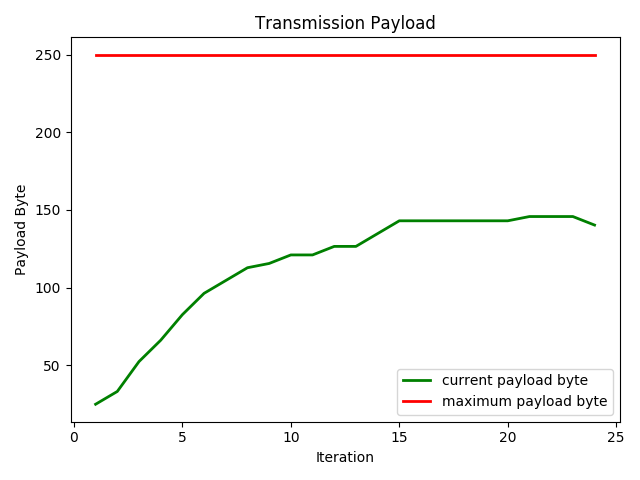 Transmission Payload
250
200
150
100
50
Payload Byte
0
5
10
15
20
25
Iteration
current payload byte
maximum payload byte